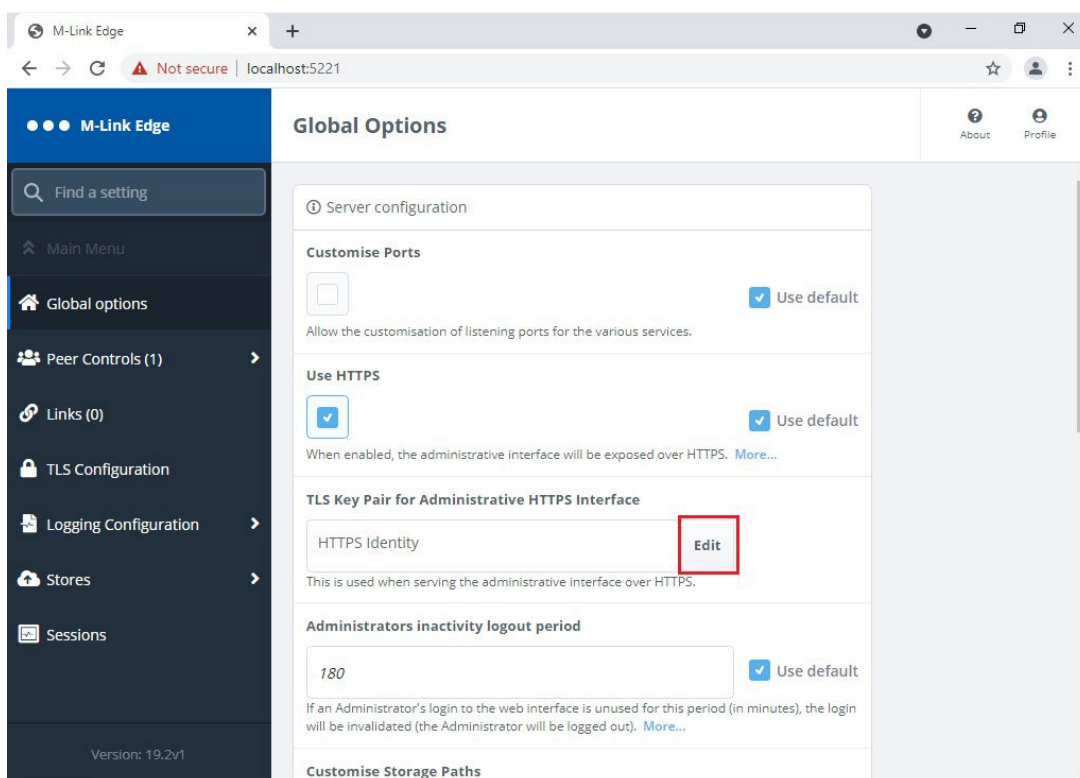 M-Link Edge
Not secure | localhost:5221
M-Link Edge
Global Options
About
Profile
Find a setting
Main Menu
Global options
Peer Controls (1)
Links (0)
TLS Configuration
Logging Configuration
Stores
Sessions
Version: 19.2v1
Server configuration
Customise Ports
Use default
Allow the customisation of listening ports for the various services.
Use HTTPS
Use default
When enabled, the administrative interface will be exposed over HTTPS. More...
TLS Key Pair for Administrative HTTPS Interface
HTTPS Identity
Edit
This is used when serving the administrative interface over HTTPS.
Administrators inactivity logout period
180
Use default
If an Administrator's login to the web interface is unused for this period (in minutes), the login
will be invalidated (the Administrator will be logged out). More...
Customise Storage Paths